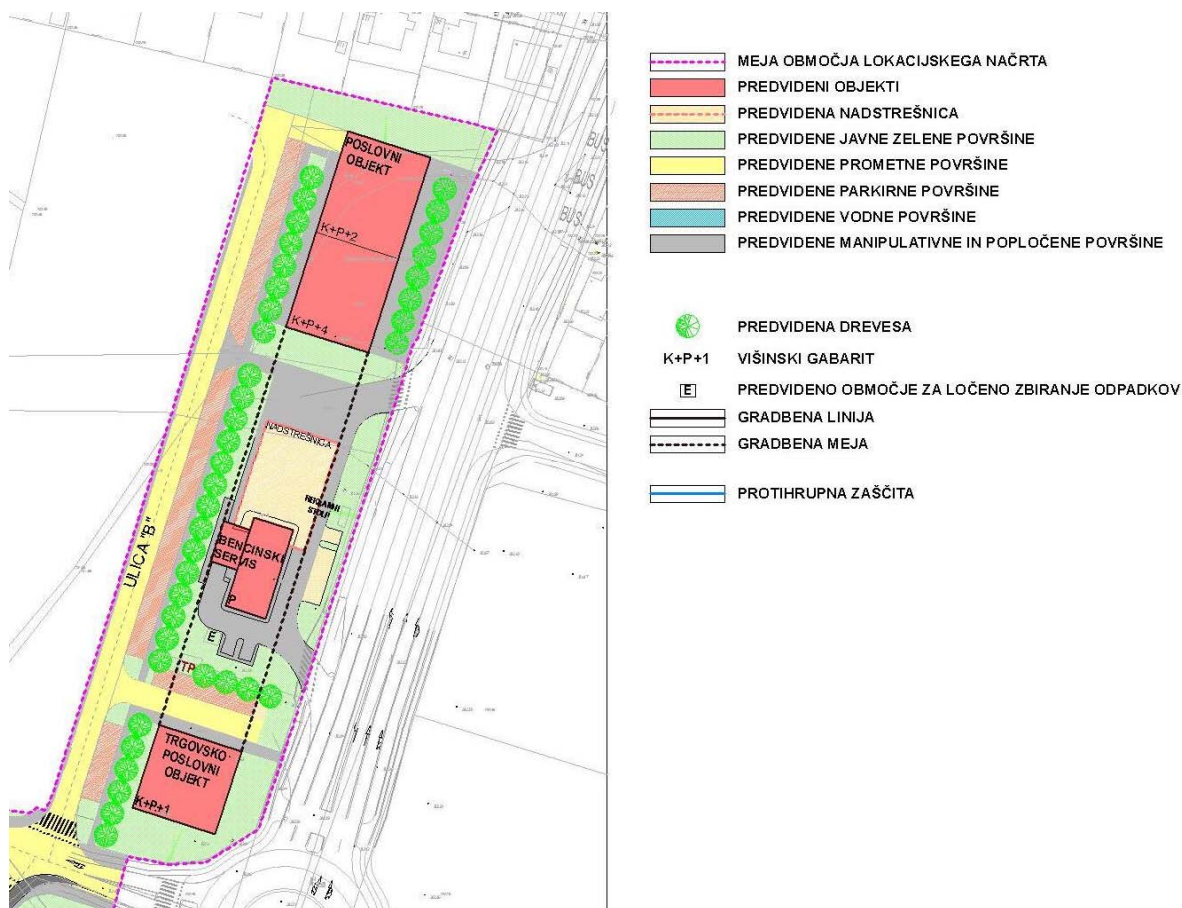 POSLOVNI
OBJEKT
K+P+2
K+P+4
NADSTREŠNICA
REKLAMNI
STOLP
BENCINSKI
SERVIS
P
E
TP
ULICA "B"
TRGOVSKO-
POSLOVNI
OBJEKT
K+P+1
BUS
BUS
BUS
MEJA OBMOČJA LOKACIJSKEGA NAČRTA
PREDVIDENI OBJEKTI
PREDVIDENA NADSTREŠNICA
PREDVIDENE JAVNE ZELENE POVRŠINE
PREDVIDENE PROMETNE POVRŠINE
PREDVIDENE PARKIRNE POVRŠINE
PREDVIDENE VODNE POVRŠINE
PREDVIDENE MANIPULATIVNE IN POPLOČENE POVRŠINE
PREDVIDENA DREVESA
K+P+1 VIŠINSKI GABARIT
E PREDVIDENO OBMOČJE ZA LOČENO ZBIRANJE ODPADKOV
GRADBENA LINIJA
GRADBENA MEJA
PROTIHRUPNA ZAŠČITA